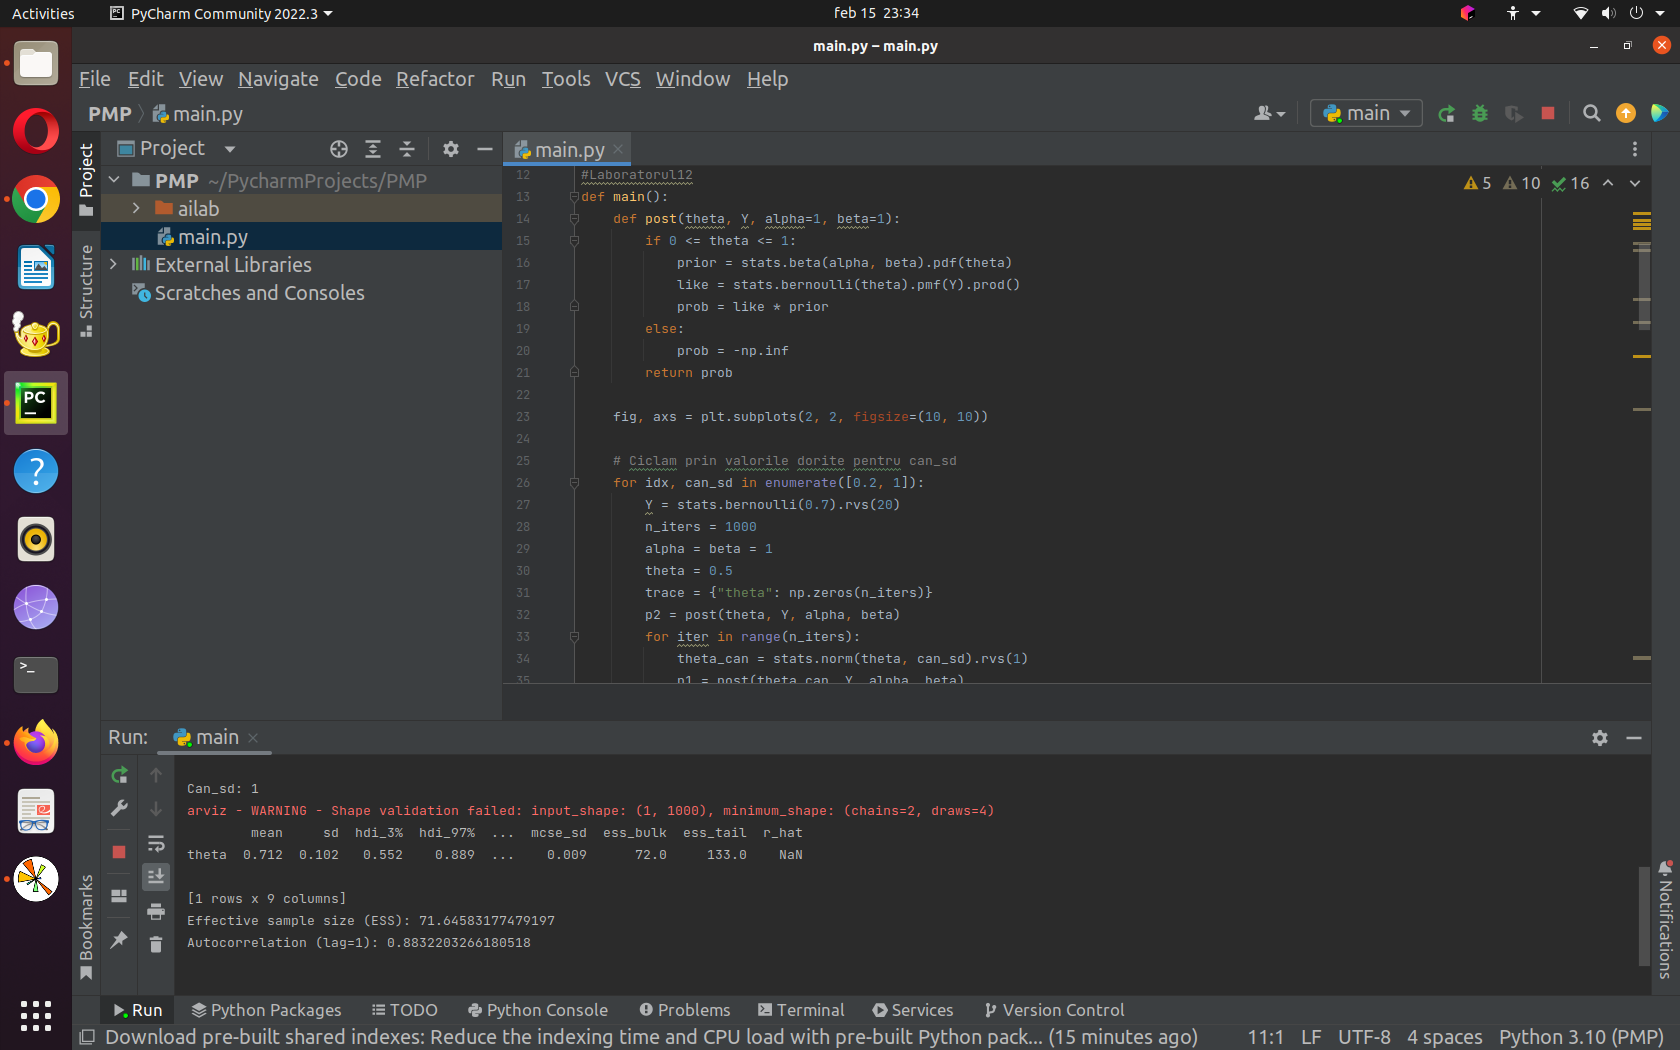 Activities PyCharm Community 2022.3 feb 15 23:34
main.py – main.py
File Edit View Navigate Code Refactor Run Tools VCS Window Help
PMP main.py main
Project main.py
Project
Structure
Bookmarks
Notifications
PMP ~/PycharmProjects/PMP
ailab
main.py
External Libraries
Scratches and Consoles
5 10 16
12 #Laboratorul12
13 def main():
14 def post(theta, Y, alpha=1, beta=1):
15 if 0 <= theta <= 1:
16 prior = stats.beta(alpha, beta).pdf(theta)
17 like = stats.bernoulli(theta).pmf(Y).prod()
18 prob = like * prior
19 else:
20 prob = -np.inf
21 return prob
22
23 fig, axs = plt.subplots(2, 2, figsize=(10, 10))
24
25 # Ciclam prin valorile dorite pentru can_sd
26 for idx, can_sd in enumerate([0.2, 1]):
27 Y = stats.bernoulli(0.7).rvs(20)
28 n_iters = 1000
29 alpha = beta = 1
30 theta = 0.5
31 trace = {"theta": np.zeros(n_iters)}
32 p2 = post(theta, Y, alpha, beta)
33 for iter in range(n_iters):
34 theta_can = stats.norm(theta, can_sd).rvs(1)
35 p1 = post(theta_can, Y, alpha, beta)
Run: main
Can_sd: 1
arviz - WARNING - Shape validation failed: input_shape: (1, 1000), minimum_shape: (chains=2, draws=4)
mean sd hdi_3% hdi_97% ... mcse_sd ess_bulk ess_tail r_hat
theta 0.712 0.102 0.552 0.889 ... 0.009 72.0 133.0 NaN
[1 rows x 9 columns]
Effective sample size (ESS): 71.64583177479197
Autocorrelation (lag=1): 0.8832203266180518
Run Python Packages TODO Python Console Problems Terminal Services Version Control
Download pre-built shared indexes: Reduce the indexing time and CPU load with pre-built Python pack... (15 minutes ago) 11:1 LF UTF-8 4 spaces Python 3.10 (PMP)